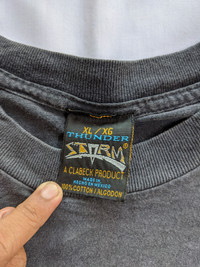 XL / XG
THUNDER
STORM®
A CLABECK PRODUCT
MADE IN
HECHO EN MEXICO
100% COTTON / ALGODON